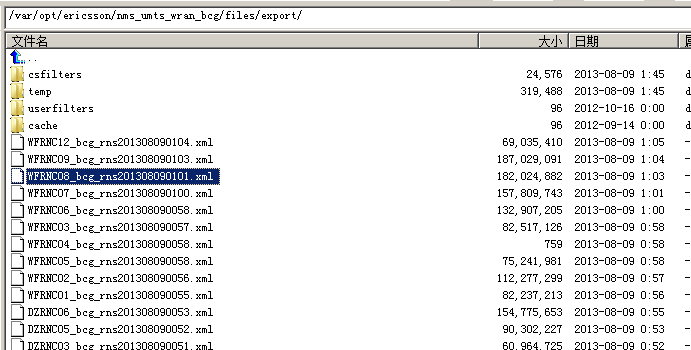 /var/opt/ericsson/nms_umts_wran_bcg/files/export/
文件名 大小 日期
..
csfilters 24,576 2013-08-09 1:45 d
temp 319,488 2013-08-09 1:45 d
userfilters 96 2012-10-16 0:00 d
cache 96 2012-09-14 0:00 d
WFRNC12_bcg_rns201308090104.xml 69,035,410 2013-08-09 1:05 -
WFRNC09_bcg_rns201308090103.xml 187,029,091 2013-08-09 1:04 -
WFRNC08_bcg_rns201308090101.xml 182,024,882 2013-08-09 1:03 -
WFRNC07_bcg_rns201308090100.xml 157,809,743 2013-08-09 1:01 -
WFRNC06_bcg_rns201308090058.xml 132,907,205 2013-08-09 1:00 -
WFRNC03_bcg_rns201308090057.xml 82,517,126 2013-08-09 0:58 -
WFRNC04_bcg_rns201308090058.xml 759 2013-08-09 0:58 -
WFRNC05_bcg_rns201308090058.xml 75,241,981 2013-08-09 0:58 -
WFRNC02_bcg_rns201308090056.xml 112,277,299 2013-08-09 0:57 -
WFRNC01_bcg_rns201308090055.xml 82,237,213 2013-08-09 0:56 -
DZRNC06_bcg_rns201308090053.xml 154,775,653 2013-08-09 0:55 -
DZRNC05_bcg_rns201308090052.xml 90,302,227 2013-08-09 0:53 -
DZRNC03_bcg_rns201308090051.xml 60,964,725 2013-08-09 0:52 -